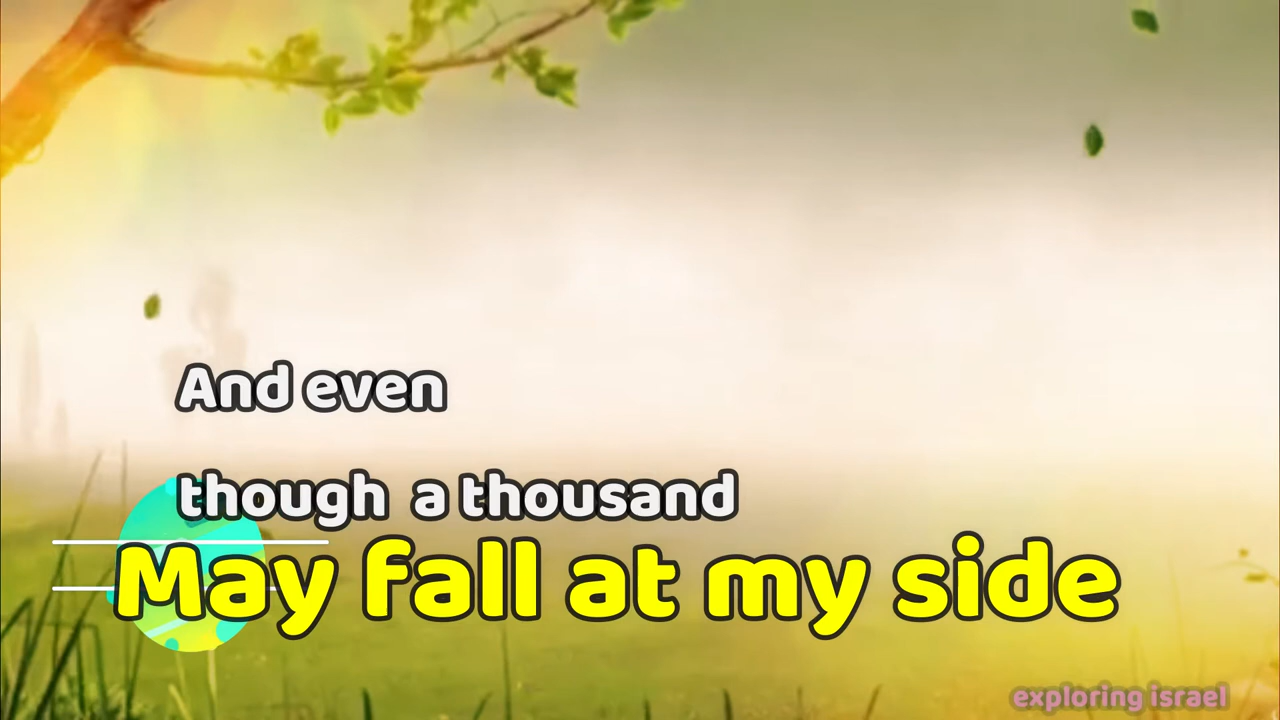 And even
though a thousand
May fall at my side
exploring israel